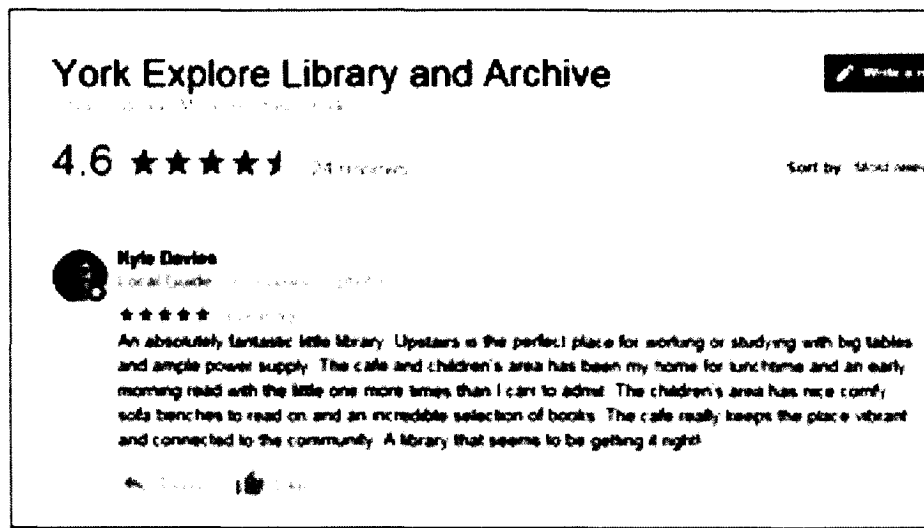 York Explore Library and Archive
Write a
4.6
24 reviews
Sort by
Kyle Davies
Local Guide
An absolutely fantastic little library. Upstairs is the perfect place for working or studying with big tables
and ample power supply. The cafe and children's area has been my home for lunchtime and an early
morning read with the little one more times than I care to admit. The children's area has nice comfy
sofa benches to read on and an incredible selection of books. The cafe really keeps the place vibrant
and connected to the community. A library that seems to be getting it right!